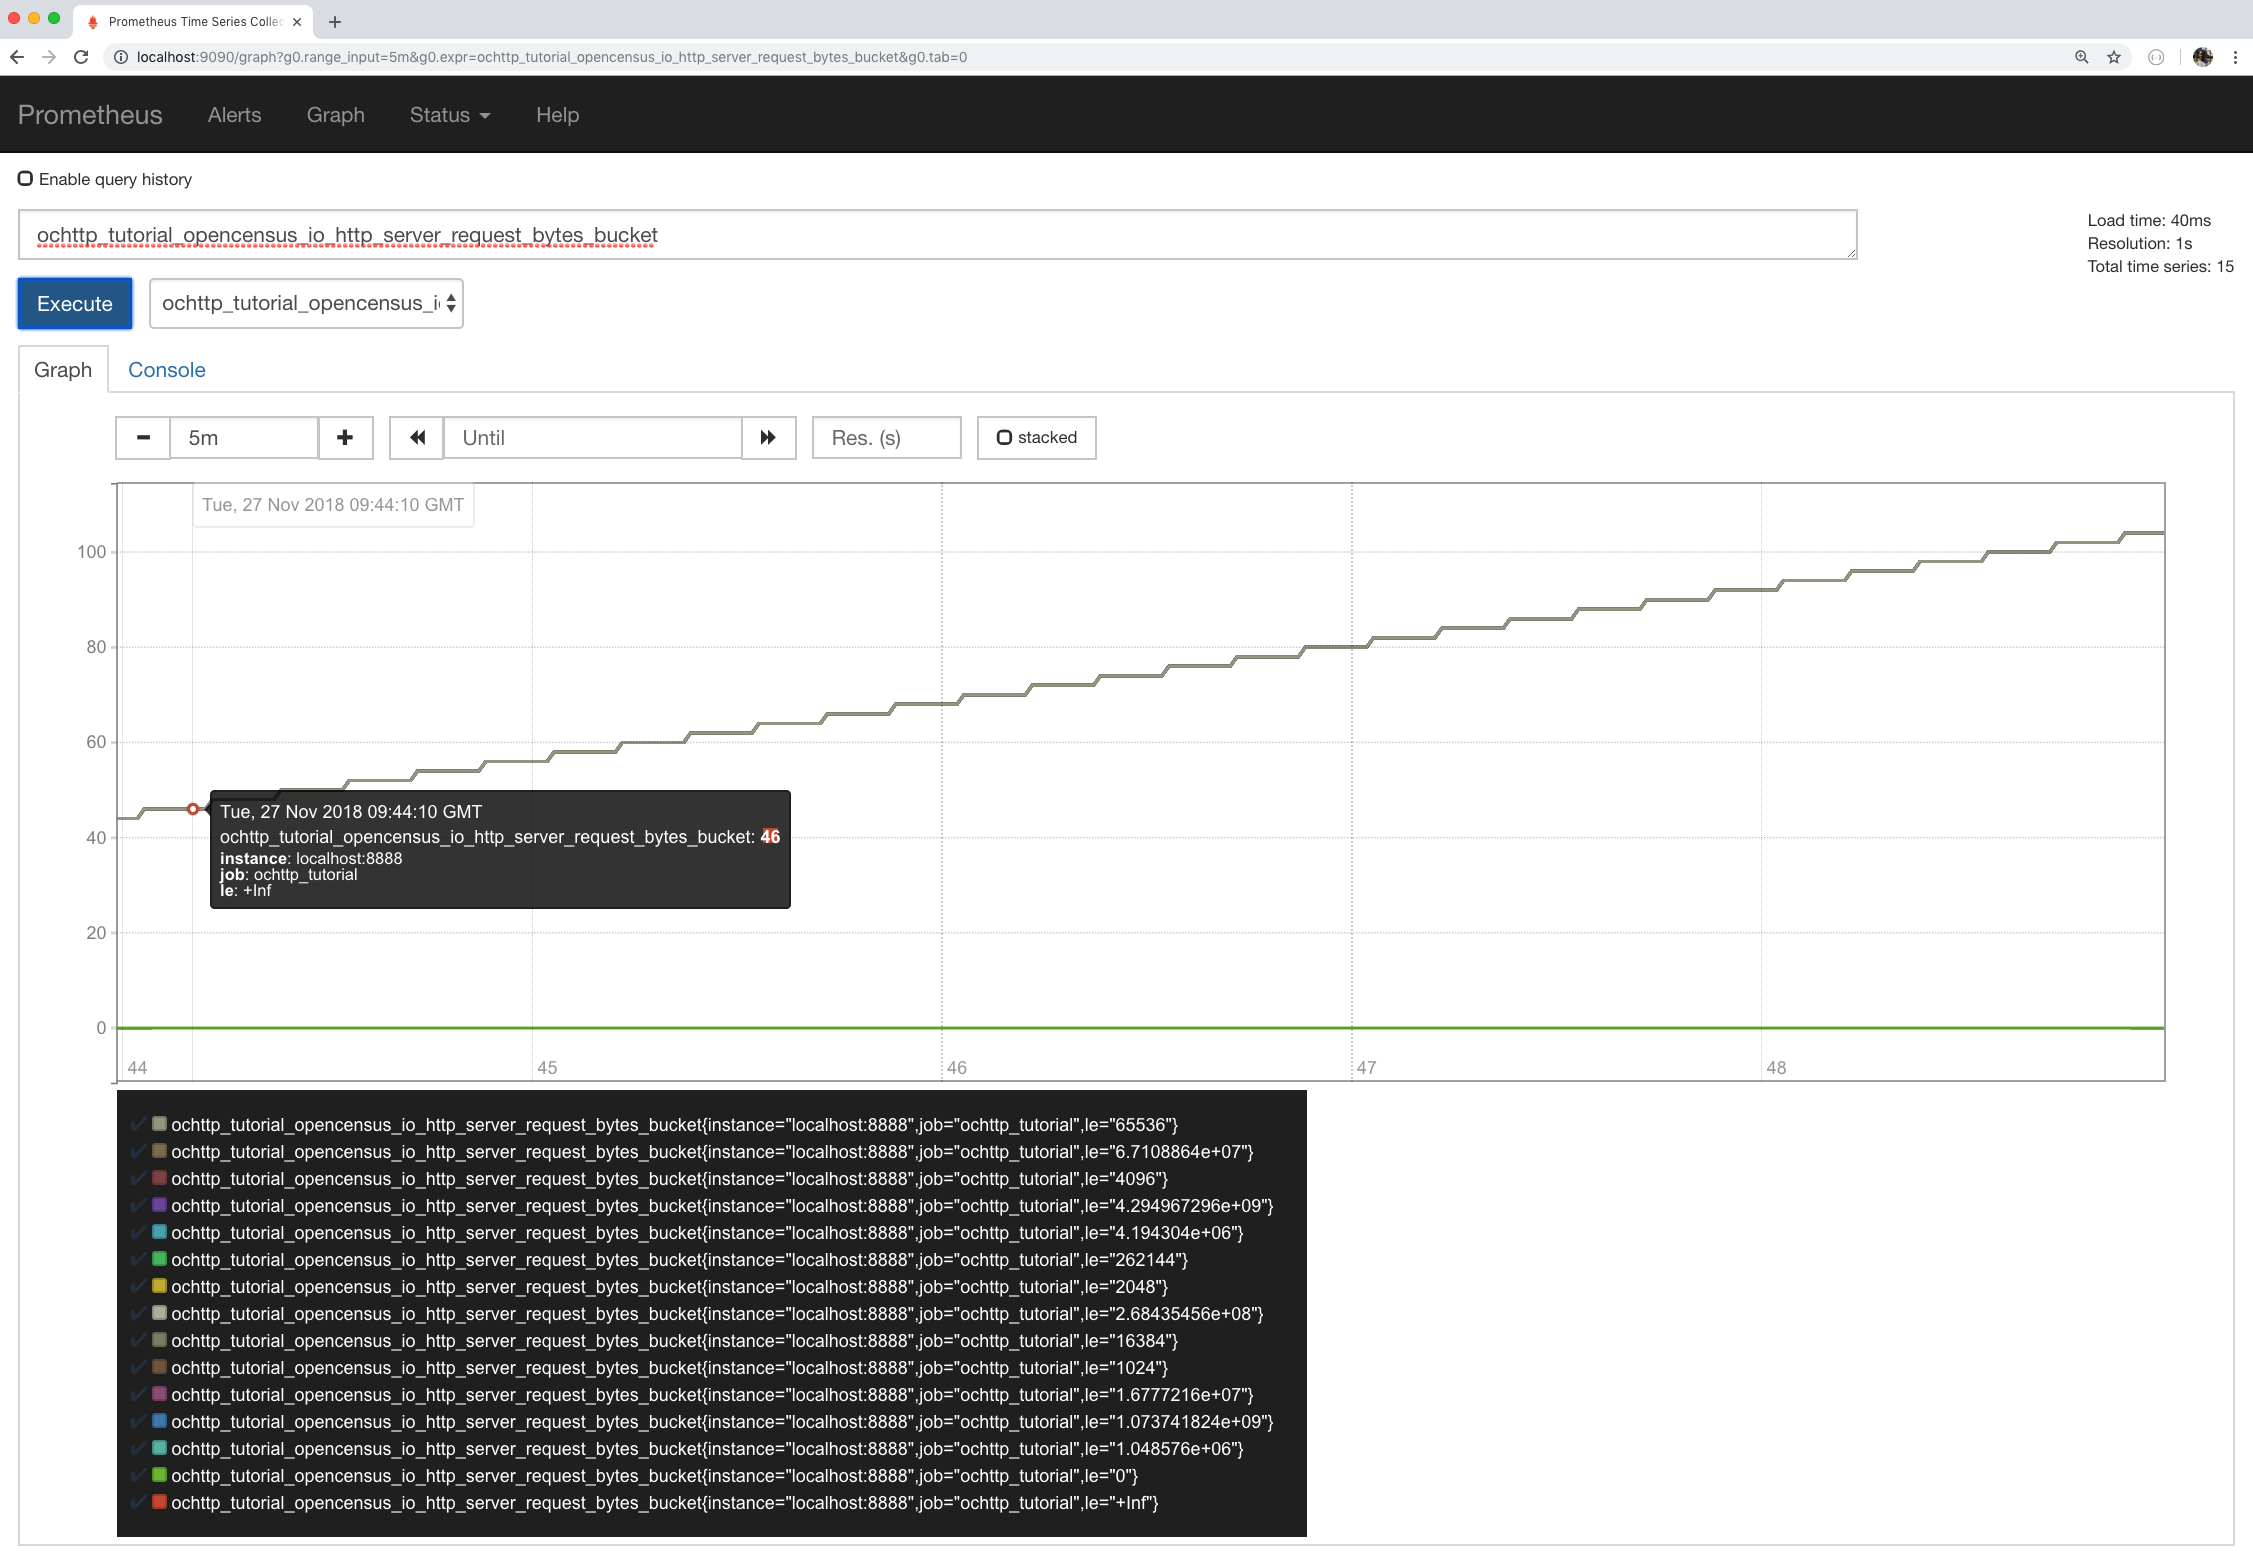 Prometheus Time Series Collec
localhost:9090/graph?g0.range_input=5m&g0.expr=ochttp_tutorial_opencensus_io_http_server_request_bytes_bucket&g0.tab=0
Prometheus Alerts Graph Status Help
Enable query history
ochttp_tutorial_opencensus_io_http_server_request_bytes_bucket
Load time: 40ms
Resolution: 1s
Total time series: 15
Execute ochttp_tutorial_opencensus_i
Graph Console
5m Until Res. (s) stacked
Tue, 27 Nov 2018 09:44:10 GMT
100
80
60
40
20
0
Tue, 27 Nov 2018 09:44:10 GMT
ochttp_tutorial_opencensus_io_http_server_request_bytes_bucket: 46
instance: localhost:8888
job: ochttp_tutorial
le: +Inf
44 45 46 47 48
ochttp_tutorial_opencensus_io_http_server_request_bytes_bucket{instance="localhost:8888",job="ochttp_tutorial",le="65536"}
ochttp_tutorial_opencensus_io_http_server_request_bytes_bucket{instance="localhost:8888",job="ochttp_tutorial",le="6.7108864e+07"}
ochttp_tutorial_opencensus_io_http_server_request_bytes_bucket{instance="localhost:8888",job="ochttp_tutorial",le="4096"}
ochttp_tutorial_opencensus_io_http_server_request_bytes_bucket{instance="localhost:8888",job="ochttp_tutorial",le="4.294967296e+09"}
ochttp_tutorial_opencensus_io_http_server_request_bytes_bucket{instance="localhost:8888",job="ochttp_tutorial",le="4.194304e+06"}
ochttp_tutorial_opencensus_io_http_server_request_bytes_bucket{instance="localhost:8888",job="ochttp_tutorial",le="262144"}
ochttp_tutorial_opencensus_io_http_server_request_bytes_bucket{instance="localhost:8888",job="ochttp_tutorial",le="2048"}
ochttp_tutorial_opencensus_io_http_server_request_bytes_bucket{instance="localhost:8888",job="ochttp_tutorial",le="2.68435456e+08"}
ochttp_tutorial_opencensus_io_http_server_request_bytes_bucket{instance="localhost:8888",job="ochttp_tutorial",le="16384"}
ochttp_tutorial_opencensus_io_http_server_request_bytes_bucket{instance="localhost:8888",job="ochttp_tutorial",le="1024"}
ochttp_tutorial_opencensus_io_http_server_request_bytes_bucket{instance="localhost:8888",job="ochttp_tutorial",le="1.6777216e+07"}
ochttp_tutorial_opencensus_io_http_server_request_bytes_bucket{instance="localhost:8888",job="ochttp_tutorial",le="1.073741824e+09"}
ochttp_tutorial_opencensus_io_http_server_request_bytes_bucket{instance="localhost:8888",job="ochttp_tutorial",le="1.048576e+06"}
ochttp_tutorial_opencensus_io_http_server_request_bytes_bucket{instance="localhost:8888",job="ochttp_tutorial",le="0"}
ochttp_tutorial_opencensus_io_http_server_request_bytes_bucket{instance="localhost:8888",job="ochttp_tutorial",le="+Inf"}